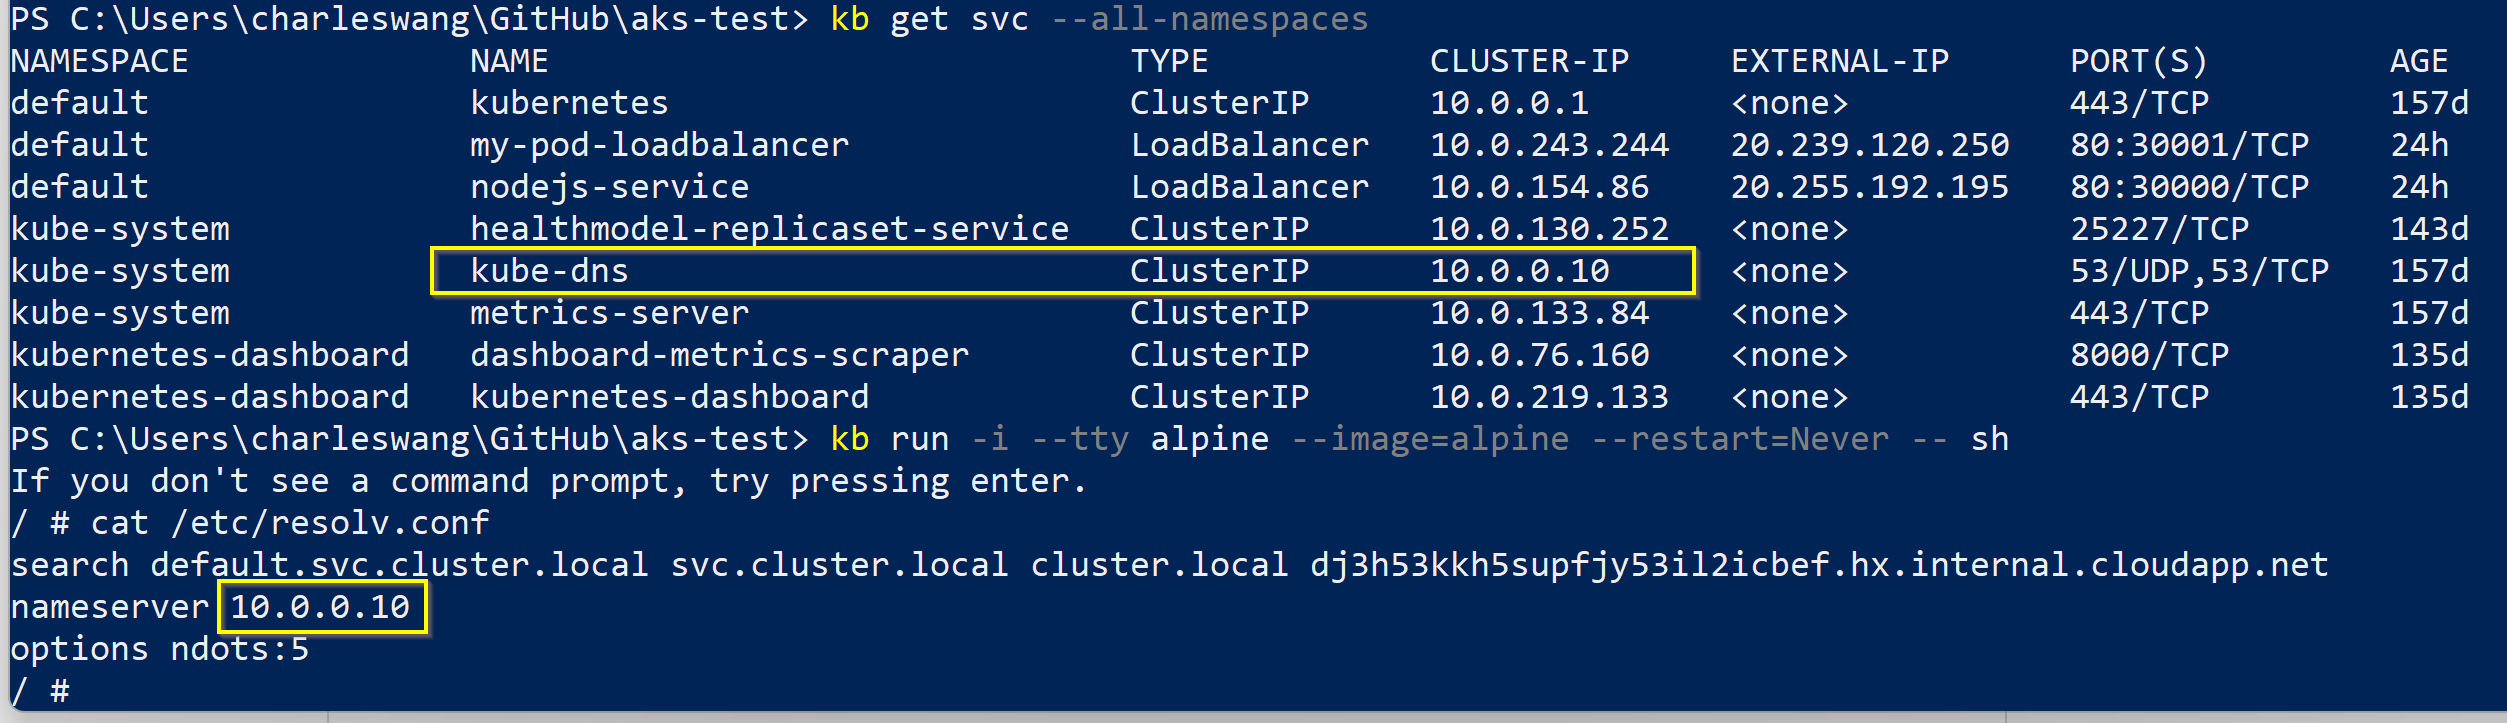 PS C:\Users\charleswang\GitHub\aks-test> kb get svc --all-namespaces
NAMESPACE NAME TYPE CLUSTER-IP EXTERNAL-IP PORT(S) AGE
default kubernetes ClusterIP 10.0.0.1 <none> 443/TCP 157d
default my-pod-loadbalancer LoadBalancer 10.0.243.244 20.239.120.250 80:30001/TCP 24h
default nodejs-service LoadBalancer 10.0.154.86 20.255.192.195 80:30000/TCP 24h
kube-system healthmodel-replicaset-service ClusterIP 10.0.130.252 <none> 25227/TCP 143d
kube-system kube-dns ClusterIP 10.0.0.10 <none> 53/UDP,53/TCP 157d
kube-system metrics-server ClusterIP 10.0.133.84 <none> 443/TCP 157d
kubernetes-dashboard dashboard-metrics-scraper ClusterIP 10.0.76.160 <none> 8000/TCP 135d
kubernetes-dashboard kubernetes-dashboard ClusterIP 10.0.219.133 <none> 443/TCP 135d
PS C:\Users\charleswang\GitHub\aks-test> kb run -i --tty alpine --image=alpine --restart=Never -- sh
If you don't see a command prompt, try pressing enter.
/ # cat /etc/resolv.conf
search default.svc.cluster.local svc.cluster.local cluster.local dj3h53kkh5supfjy53il2icbef.hx.internal.cloudapp.net
nameserver 10.0.0.10
options ndots:5
/ #